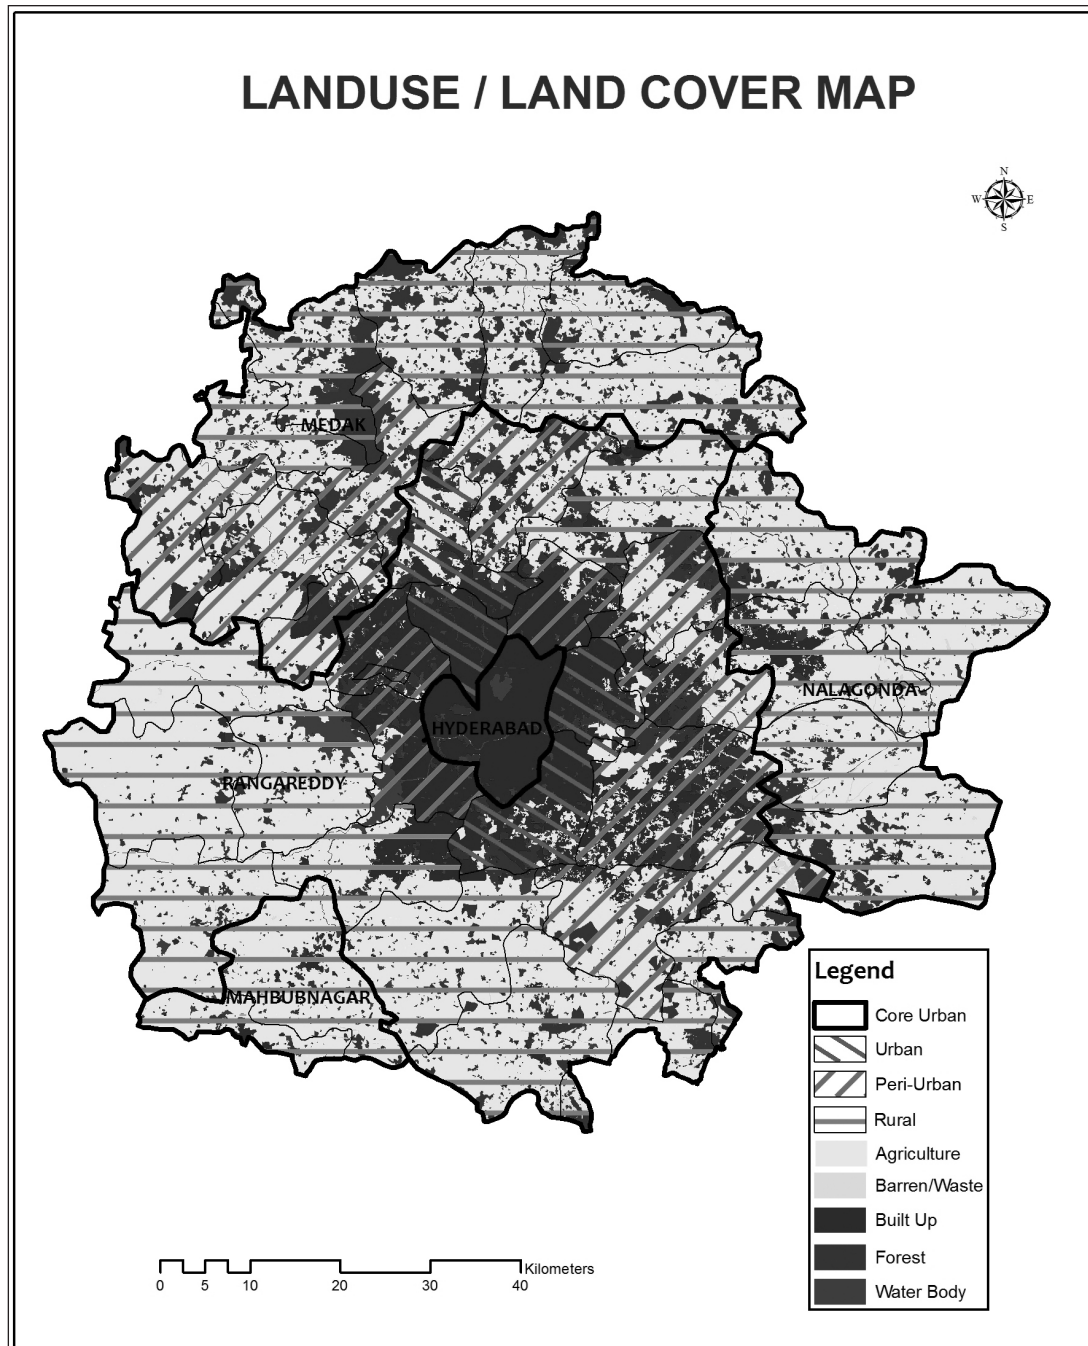 LANDUSE / LAND COVER MAP
N
W E
S
MEDAK
NALAGONDA
HYDERABAD
RANGAREDDY
MAHBUBNAGAR
Legend
Core Urban
Urban
Peri-Urban
Rural
Agriculture
Barren/Waste
Built Up
Forest
Water Body
Kilometers
0 5 10 20 30 40